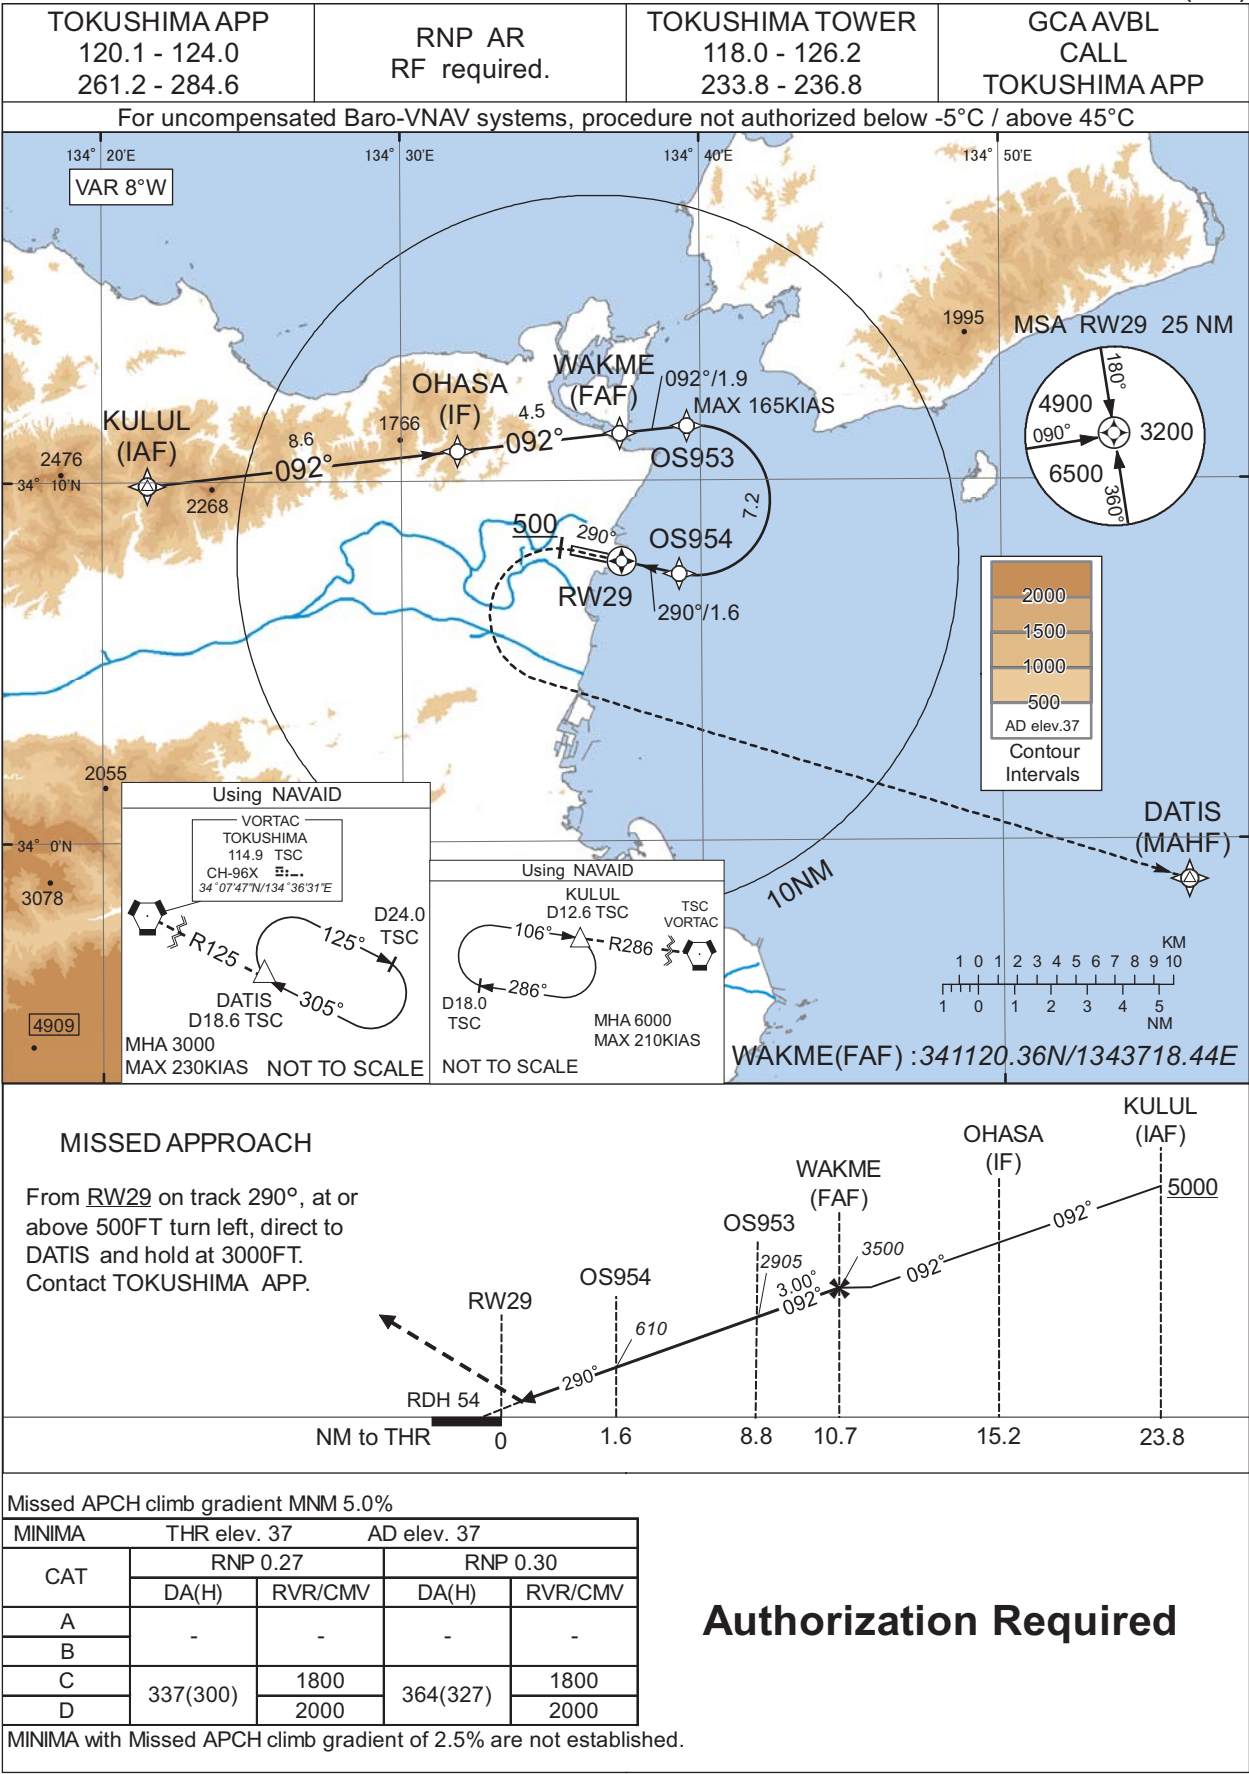 TOKUSHIMA APP
120.1 - 124.0
261.2 - 284.6
RNP AR
RF required.
TOKUSHIMA TOWER
118.0 - 126.2
233.8 - 236.8
GCA AVBL
CALL
TOKUSHIMA APP
For uncompensated Baro-VNAV systems, procedure not authorized below -5°C / above 45°C
134° 20'E
134° 30'E
134° 40'E
134° 50'E
VAR 8°W
1995
MSA RW29 25 NM
180°
4900
090°
3200
6500
360°
WAKME
(FAF)
092°/1.9
MAX 165KIAS
OHASA
(IF)
4.5
092°
KULUL
(IAF)
1766
8.6
092°
OS953
2476
34° 10'N
2268
7.2
500
290°
OS954
RW29
290°/1.6
2000
1500
1000
500
AD elev.37
Contour
Intervals
2055
34° 0'N
3078
4909
DATIS
(MAHF)
10NM
Using NAVAID
VORTAC
TOKUSHIMA
114.9 TSC
CH-96X
34°07'47"N/134°36'31"E
R125
125°
D24.0
TSC
305°
DATIS
D18.6 TSC
MHA 3000
MAX 230KIAS
NOT TO SCALE
Using NAVAID
KULUL
D12.6 TSC
TSC
VORTAC
106°
R286
286°
D18.0
TSC
MHA 6000
MAX 210KIAS
NOT TO SCALE
KM
1 0 1 2 3 4 5 6 7 8 9 10
1 0 1 2 3 4 5
NM
WAKME(FAF) :341120.36N/1343718.44E
MISSED APPROACH
From RW29 on track 290°, at or
above 500FT turn left, direct to
DATIS and hold at 3000FT.
Contact TOKUSHIMA APP.
KULUL
(IAF)
OHASA
(IF)
WAKME
(FAF)
OS953
OS954
RW29
5000
092°
3500
092°
2905
3.00°
092°
610
290°
RDH 54
NM to THR
0
1.6
8.8
10.7
15.2
23.8
Missed APCH climb gradient MNM 5.0%
MINIMA THR elev. 37 AD elev. 37
CAT
RNP 0.27
RNP 0.30
DA(H)
RVR/CMV
DA(H)
RVR/CMV
A
B
- - - -
C
D
337(300)
1800
2000
364(327)
1800
2000
MINIMA with Missed APCH climb gradient of 2.5% are not established.
Authorization Required